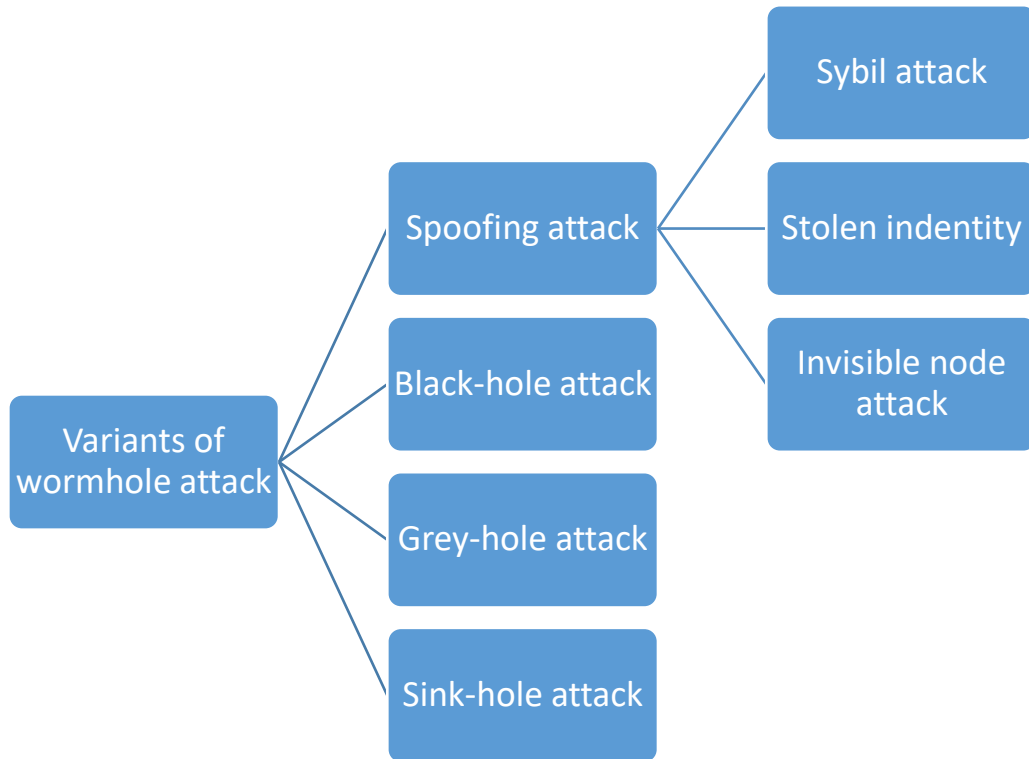 Variants of
wormhole attack
Spoofing attack
Black-hole attack
Grey-hole attack
Sink-hole attack
Sybil attack
Stolen indentity
Invisible node
attack